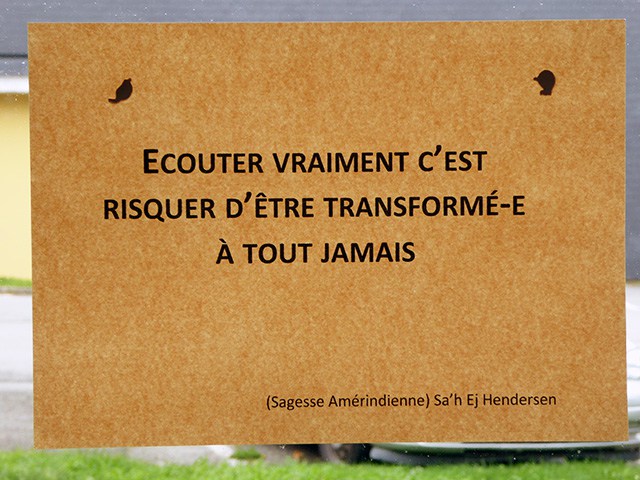 ECOUTER VRAIMENT C'EST
RISQUER D'ÊTRE TRANSFORMÉ-E
À TOUT JAMAIS
(Sagesse Amérindienne) Sa'h Ej Hendersen